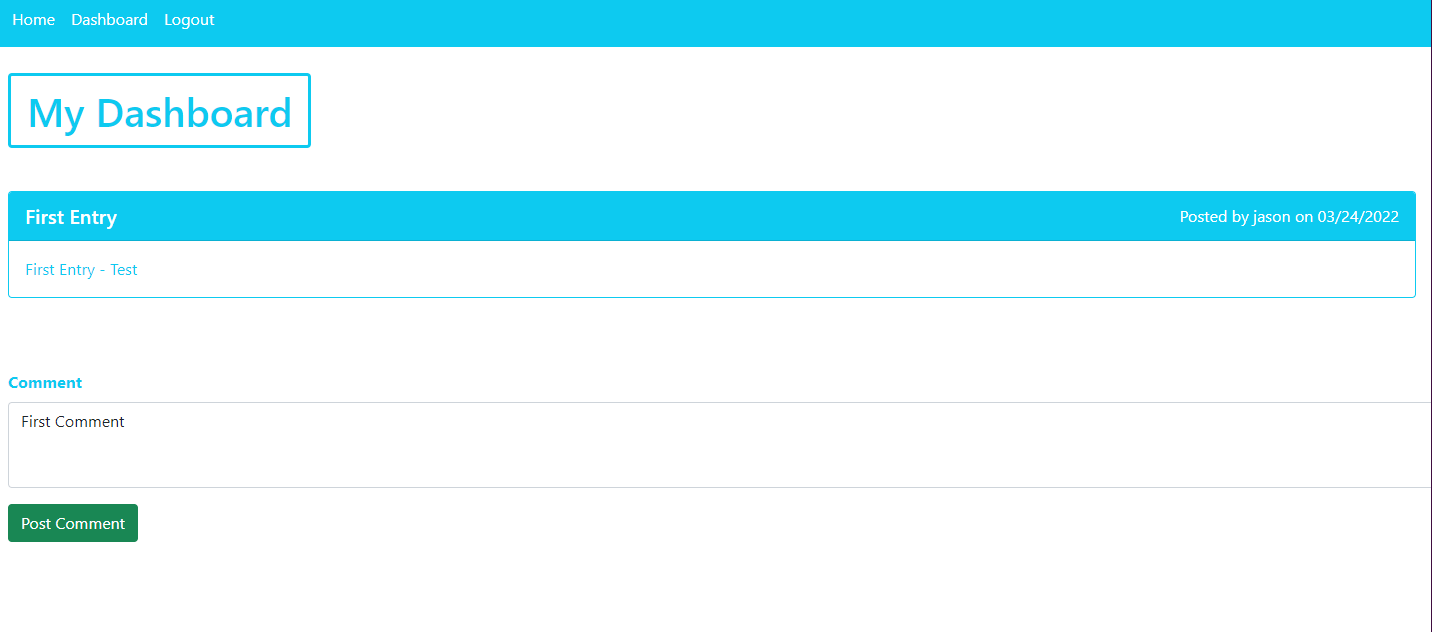 Home Dashboard Logout
My Dashboard
First Entry Posted by jason on 03/24/2022
First Entry - Test
Comment
First Comment
Post Comment